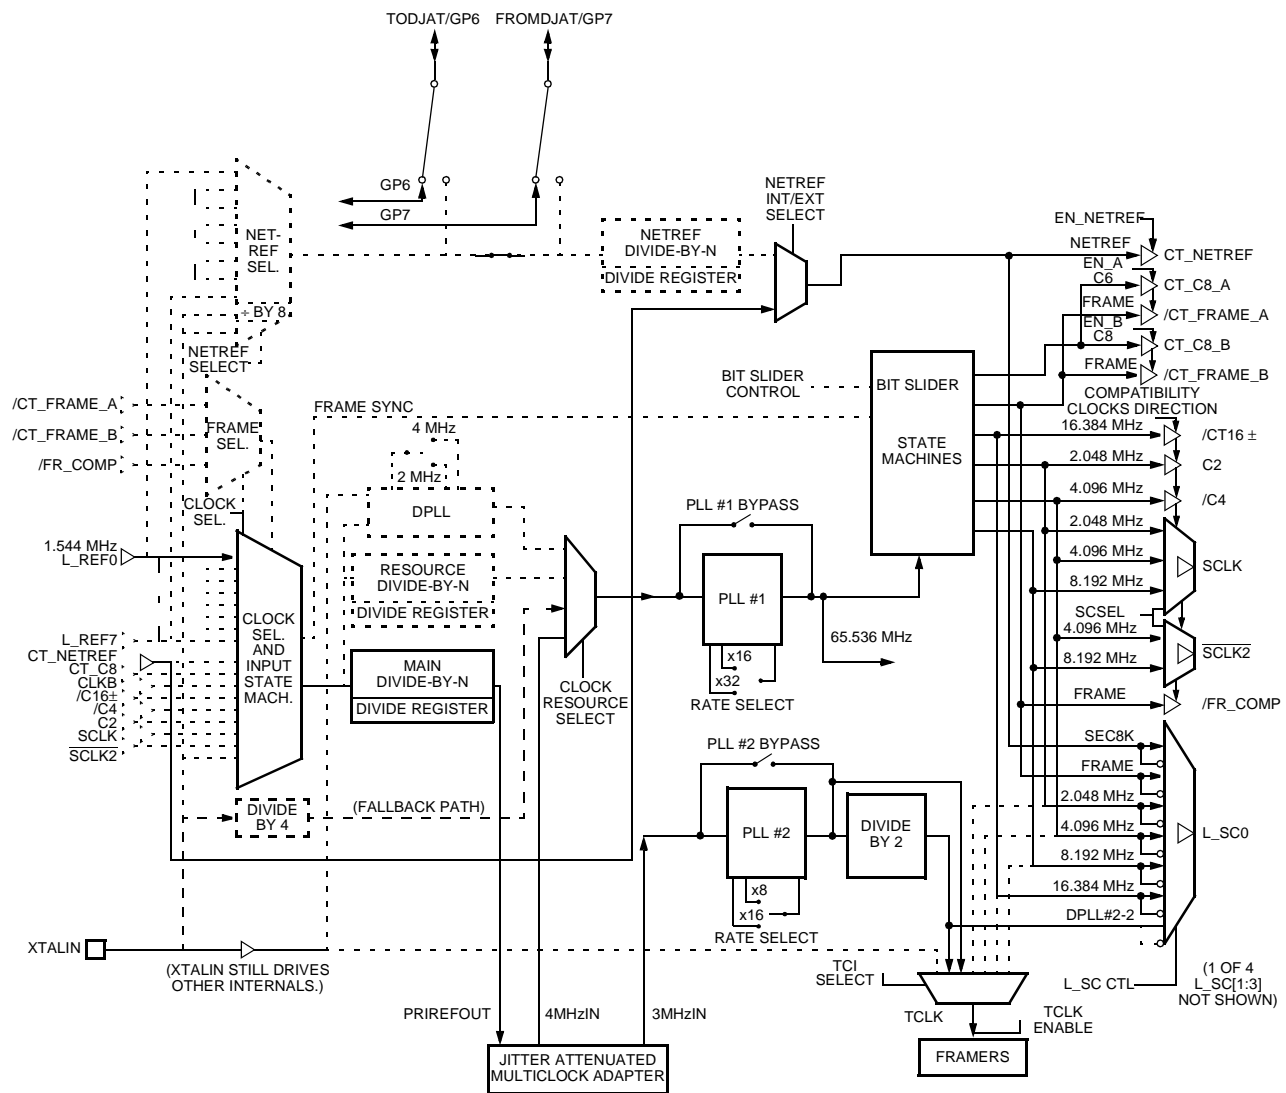 TODJAT/GP6 FROMDJAT/GP7
GP6
GP7
NETREF
INT/EXT
SELECT
NET-
REF
SEL.
÷ BY 8
NETREF
SELECT
NETREF
DIVIDE-BY-N
DIVIDE REGISTER
EN_NETREF
NETREF
CT_NETREF
EN_A
C6
CT_C8_A
FRAME
/CT_FRAME_A
EN_B
C8
CT_C8_B
FRAME
/CT_FRAME_B
COMPATIBILITY
CLOCKS DIRECTION
16.384 MHz
/CT16 ±
2.048 MHz
C2
4.096 MHz
/C4
2.048 MHz
4.096 MHz
8.192 MHz
SCLK
SCSEL
4.096 MHz
8.192 MHz
SCLK2
FRAME
/FR_COMP
SEC8K
FRAME
2.048 MHz
4.096 MHz
8.192 MHz
16.384 MHz
DPLL#2-2
L_SC0
L_SC CTL
(1 OF 4
L_SC[1:3]
NOT SHOWN)
/CT_FRAME_A
/CT_FRAME_B
/FR_COMP
FRAME
SEL.
FRAME SYNC
BIT SLIDER
CONTROL
BIT SLIDER
STATE
MACHINES
4 MHz
2 MHz
DPLL
CLOCK
SEL.
1.544 MHz
L_REF0
RESOURCE
DIVIDE-BY-N
DIVIDE REGISTER
PLL #1 BYPASS
PLL #1
x16
x32
RATE SELECT
65.536 MHz
L_REF7
CT_NETREF
CT_C8
CLKB
/C16±
/C4
C2
SCLK
SCLK2
CLOCK
SEL.
AND
INPUT
STATE
MACH.
MAIN
DIVIDE-BY-N
DIVIDE REGISTER
CLOCK
RESOURCE
SELECT
DIVIDE
BY 4
(FALLBACK PATH)
PLL #2 BYPASS
PLL #2
DIVIDE
BY 2
x8
x16
RATE SELECT
XTALIN
(XTALIN STILL DRIVES
OTHER INTERNALS.)
PRIREFOUT
4MHzIN
3MHzIN
JITTER ATTENUATED
MULTICLOCK ADAPTER
TCI
SELECT
TCLK
TCLK
ENABLE
FRAMERS